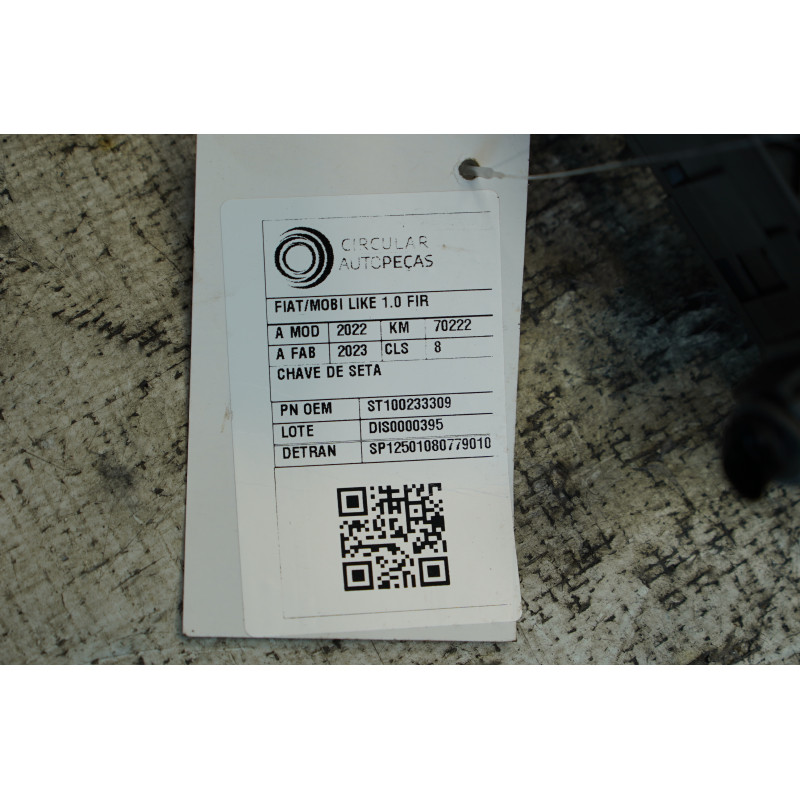 CIRCULAR
AUTOPEÇAS
FIAT/MOBI LIKE 1.0 FIR
A MOD 2022 KM 70222
A FAB 2023 CLS 8
CHAVE DE SETA
PN OEM ST100233309
LOTE DIS0000395
DETRAN SP12501080779010